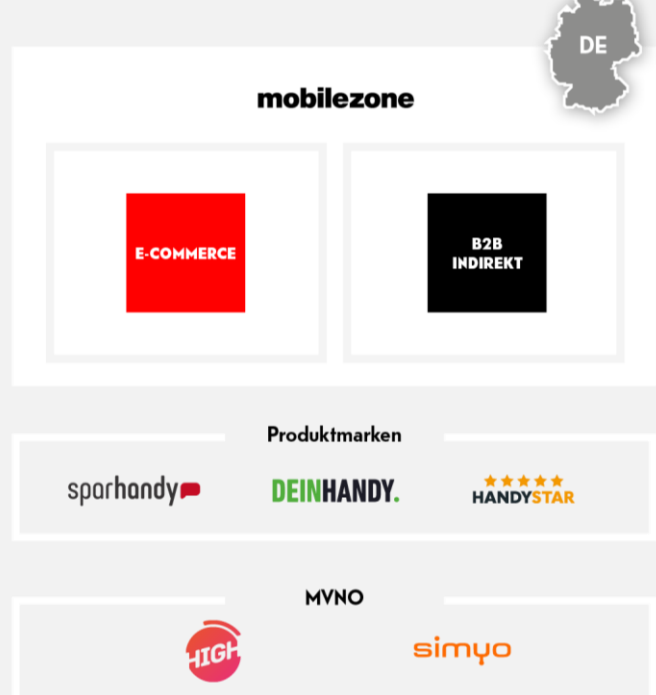 DE
mobilezone
E-COMMERCE
B2B
INDIREKT
Produktmarken
sparhandy
DEINHANDY.
HANDYSTAR
MVNO
HIGH
simyo